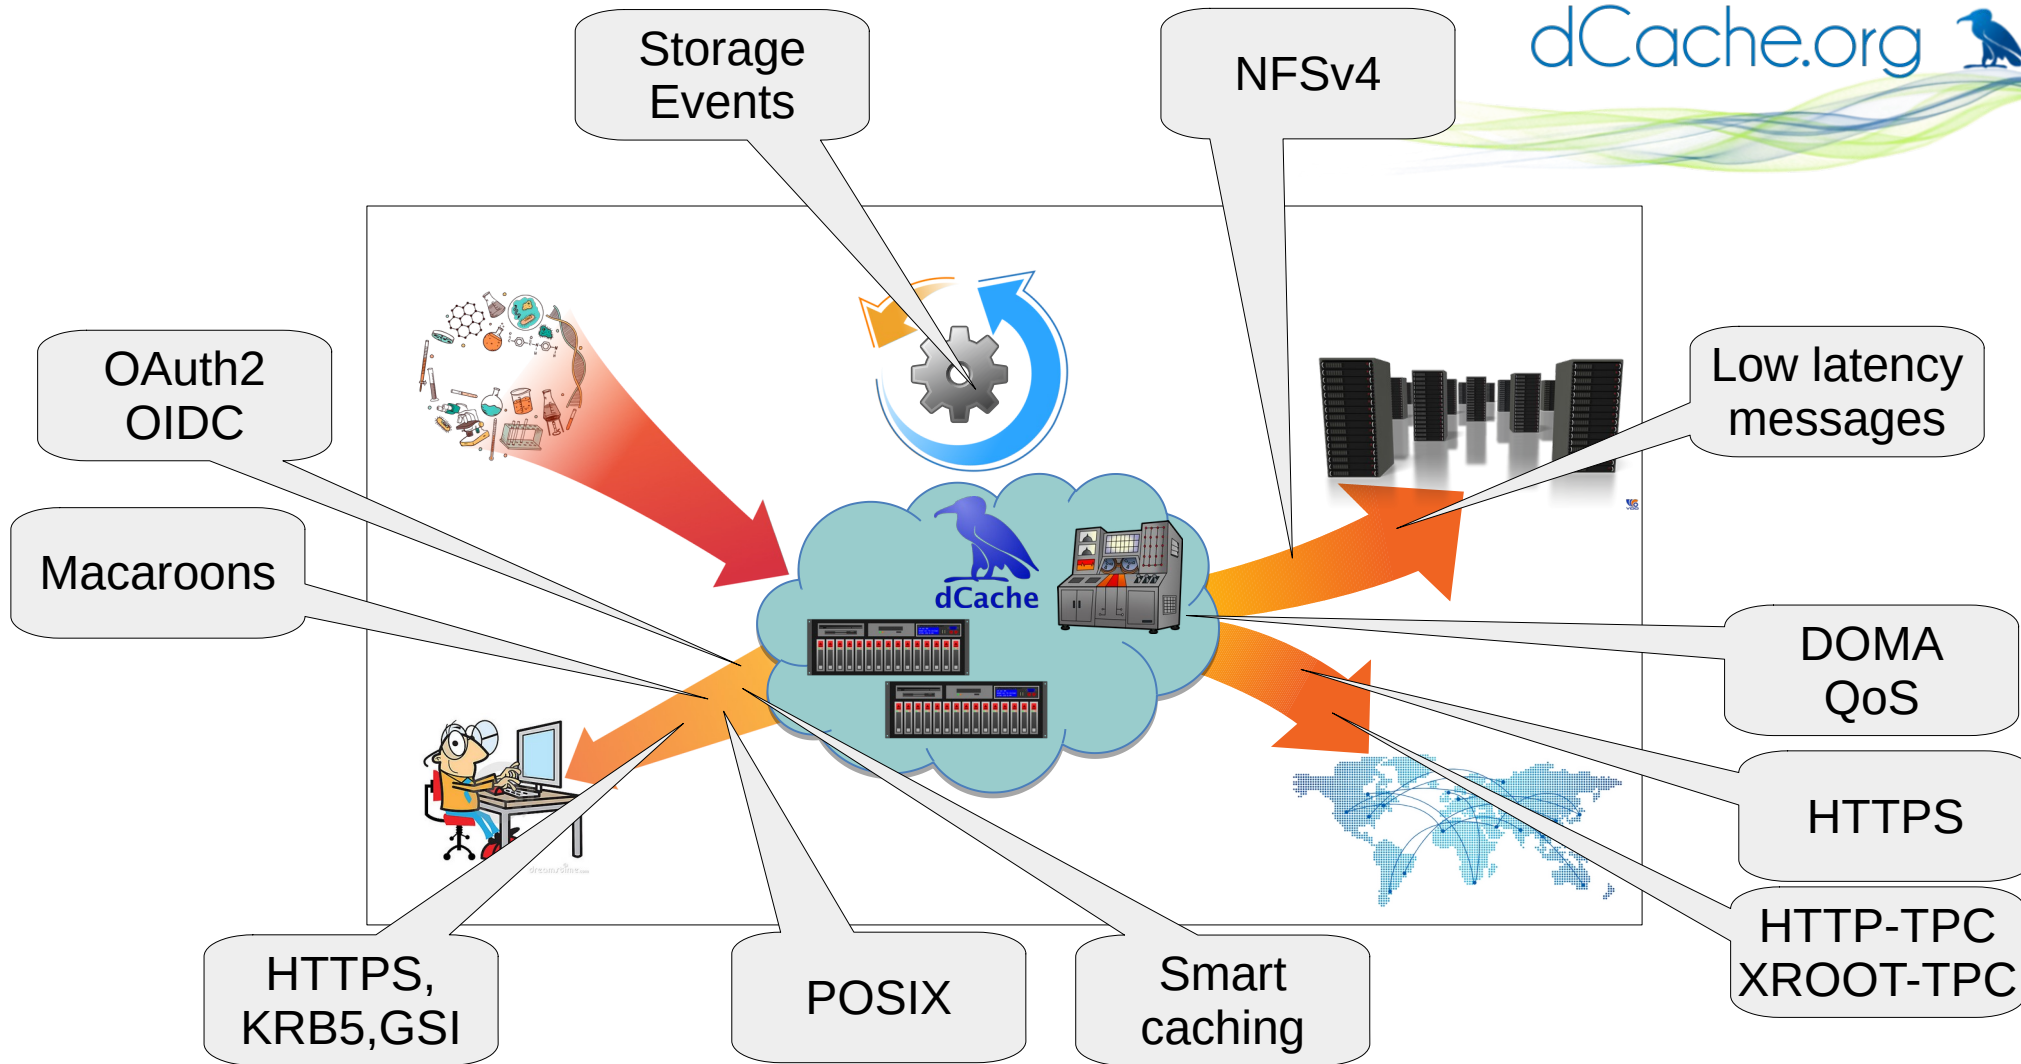 dCache.org
Storage
Events
NFSv4
OAuth2
OIDC
Low latency
messages
Macaroons
dCache
DOMA
QoS
HTTPS
HTTP-TPC
XROOT-TPC
HTTPS,
KRB5,GSI
POSIX
Smart
caching